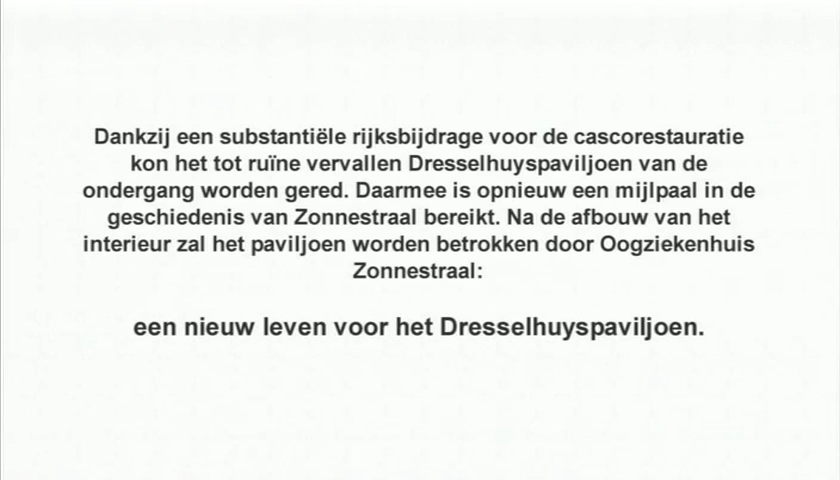 Dankzij een substantiële rijksbijdrage voor de cascorestauratie
kon het tot ruïne vervallen Dresselhuyspaviljoen van de
ondergang worden gered. Daarmee is opnieuw een mijlpaal in de
geschiedenis van Zonnestraal bereikt. Na de afbouw van het
interieur zal het paviljoen worden betrokken door Oogziekenhuis
Zonnestraal:
een nieuw leven voor het Dresselhuyspaviljoen.